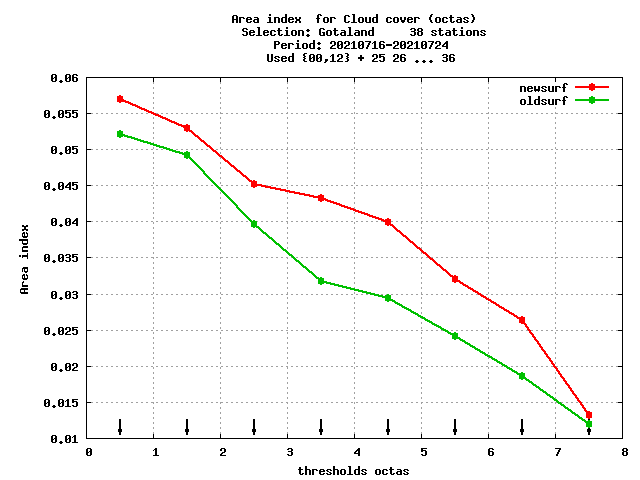 Area index  for Cloud cover (octas)
Selection: Gotaland     38 stations
Period: 20210716-20210724
Used {00,12} + 25 26 ... 36
newsurf
oldsurf
0.06
0.055
0.05
0.045
0.04
0.035
0.03
0.025
0.02
0.015
0.01
Area index
0 1 2 3 4 5 6 7 8
thresholds octas